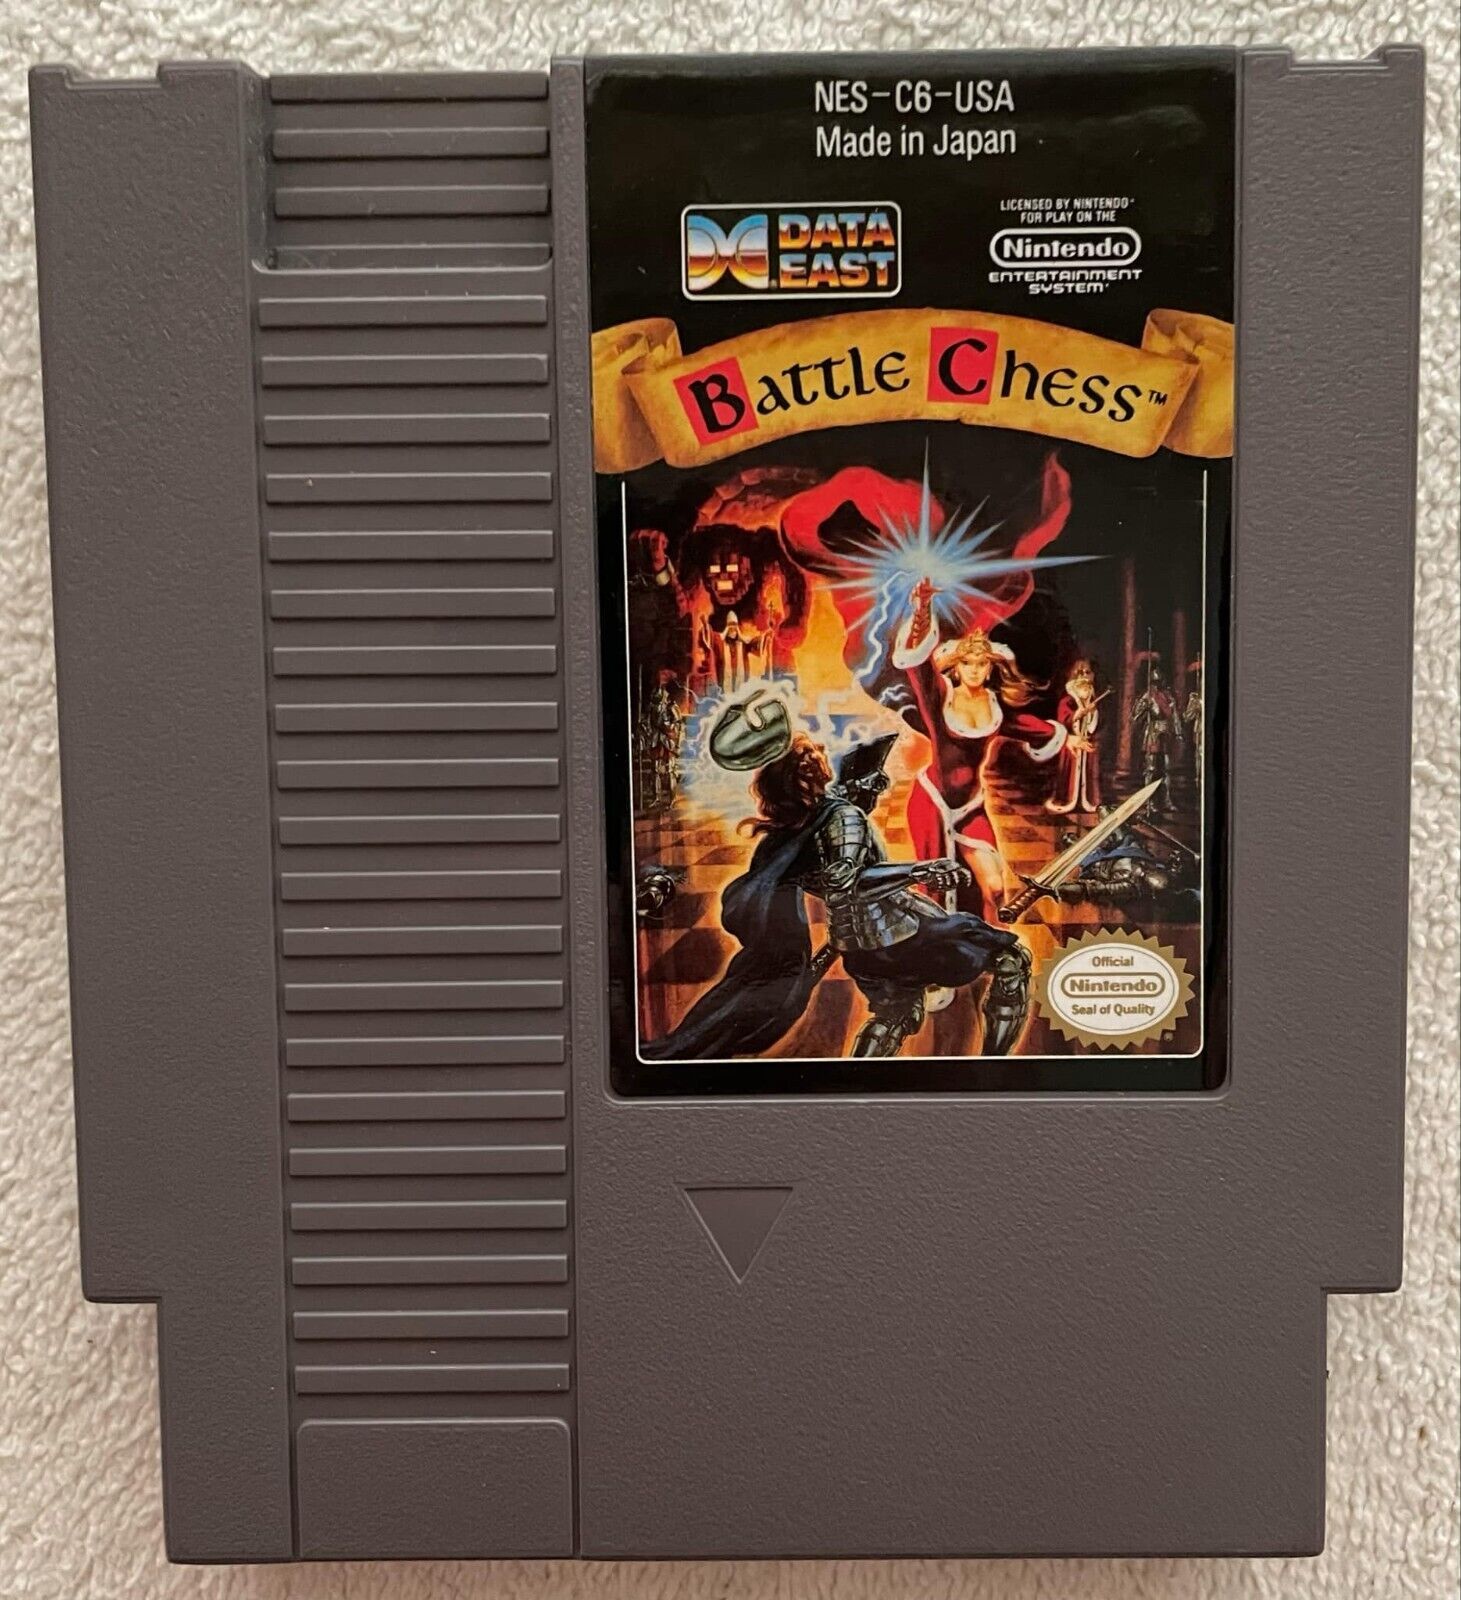 NES-C6-USA
Made in Japan
DATA
EAST
LICENSED BY NINTENDO
FOR PLAY ON THE
Nintendo
ENTERTAINMENT
SYSTEM
Battle Chess™
Official
Nintendo
Seal of Quality
®